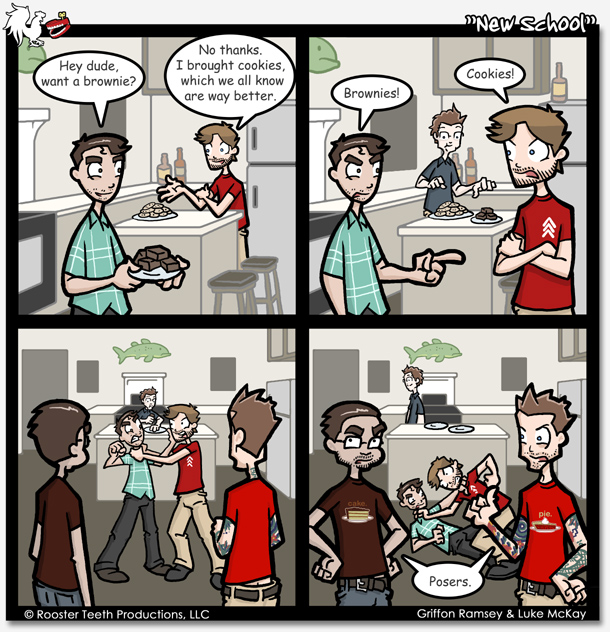 "New School"
Hey dude,
want a brownie?
No thanks.
I brought cookies,
which we all know
are way better.
Brownies!
Cookies!
cake.
pie.
Posers.
© Rooster Teeth Productions, LLC
Griffon Ramsey & Luke McKay